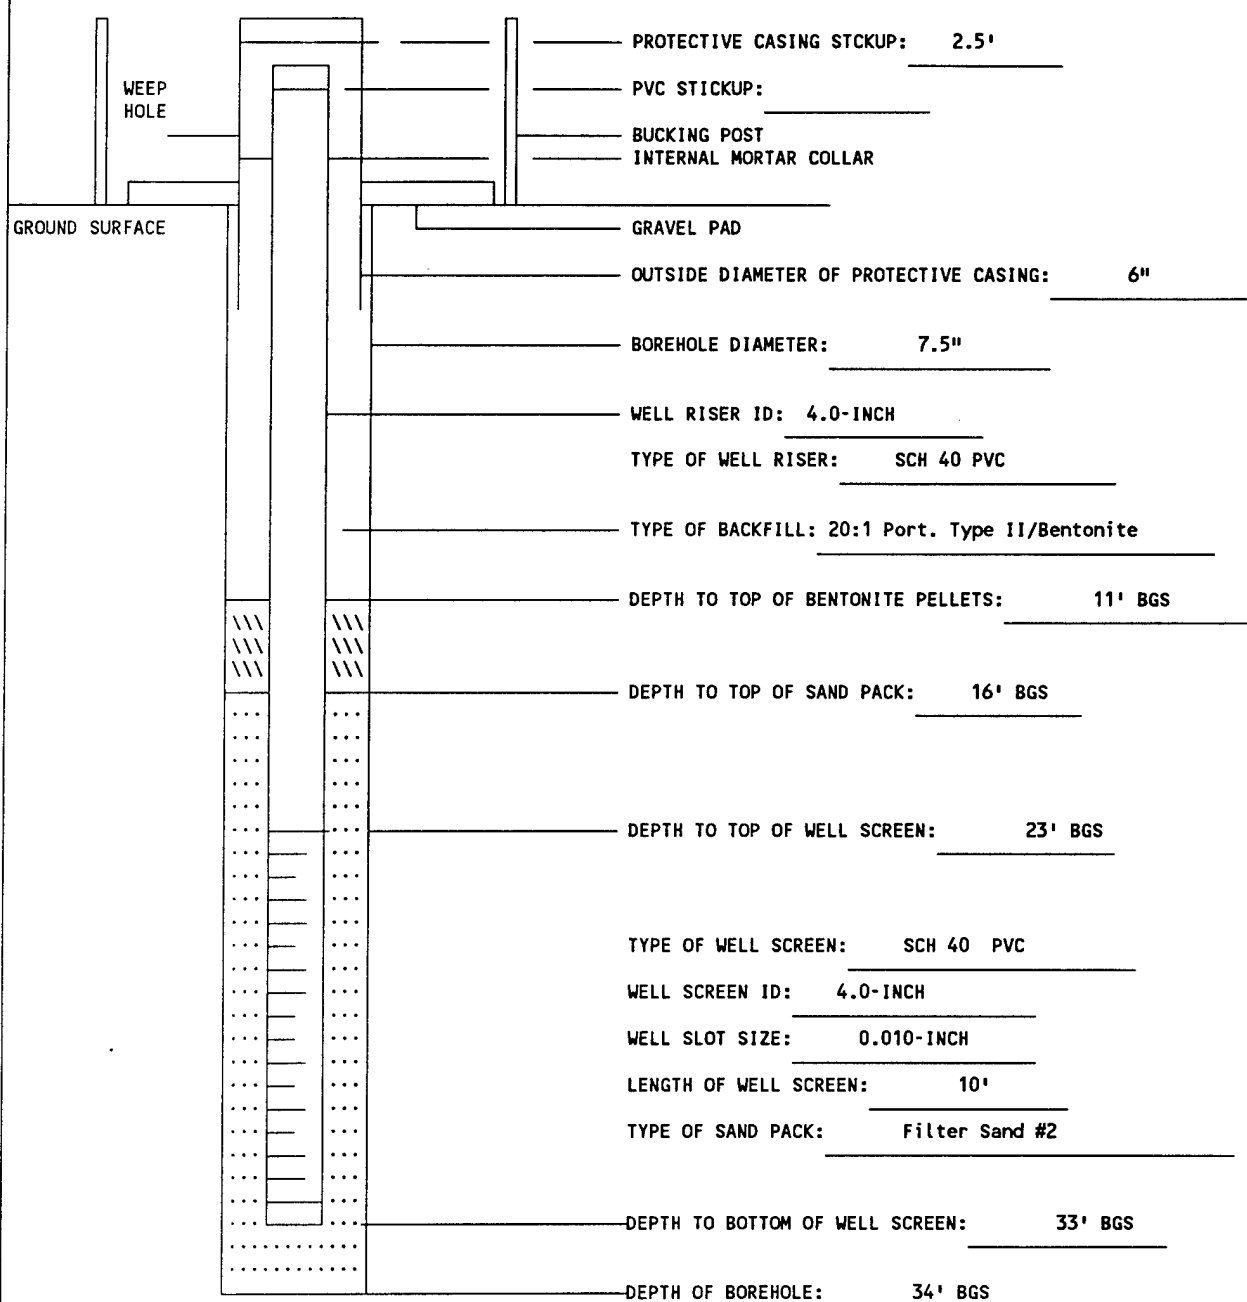 PROTECTIVE CASING STCKUP: 2.5'
WEEP HOLE
PVC STICKUP:
BUCKING POST
INTERNAL MORTAR COLLAR
GROUND SURFACE
GRAVEL PAD
OUTSIDE DIAMETER OF PROTECTIVE CASING: 6"
BOREHOLE DIAMETER: 7.5"
WELL RISER ID: 4.0-INCH
TYPE OF WELL RISER: SCH 40 PVC
TYPE OF BACKFILL: 20:1 Port. Type II/Bentonite
DEPTH TO TOP OF BENTONITE PELLETS: 11' BGS
DEPTH TO TOP OF SAND PACK: 16' BGS
DEPTH TO TOP OF WELL SCREEN: 23' BGS
TYPE OF WELL SCREEN: SCH 40 PVC
WELL SCREEN ID: 4.0-INCH
WELL SLOT SIZE: 0.010-INCH
LENGTH OF WELL SCREEN: 10'
TYPE OF SAND PACK: Filter Sand #2
DEPTH TO BOTTOM OF WELL SCREEN: 33' BGS
DEPTH OF BOREHOLE: 34' BGS